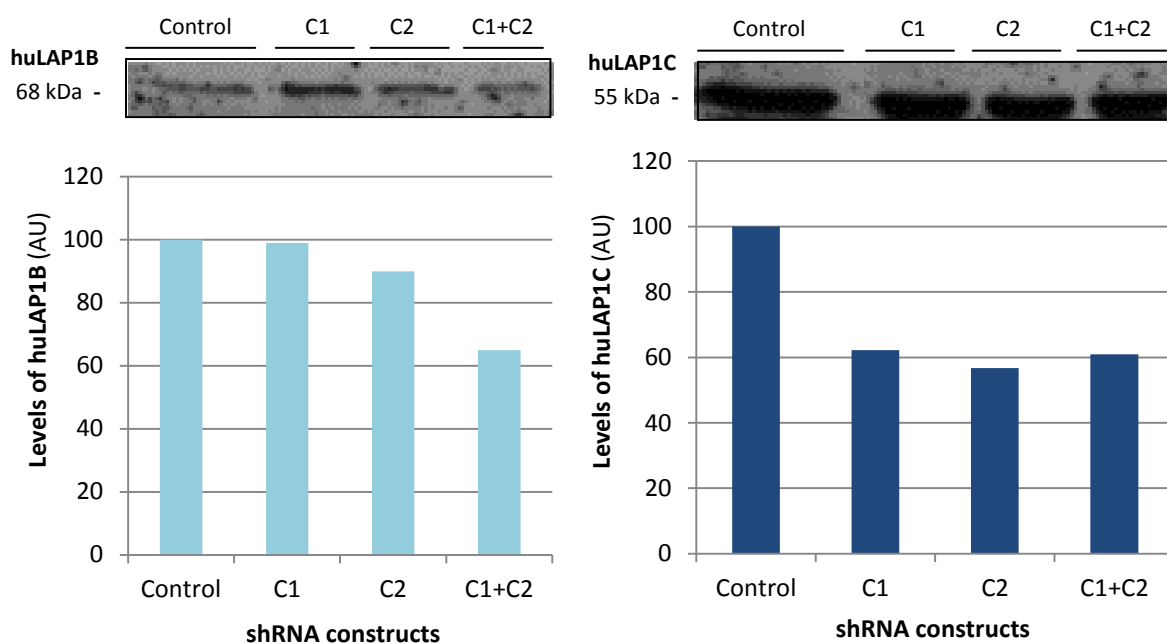 Control C1 C2 C1+C2
huLAP1B
68 kDa -
120
100
80
60
40
20
0
Levels of huLAP1B (AU)
Control C1 C2 C1+C2
shRNA constructs
Control C1 C2 C1+C2
huLAP1C
55 kDa -
120
100
80
60
40
20
0
Levels of huLAP1C (AU)
Control C1 C2 C1+C2
shRNA constructs